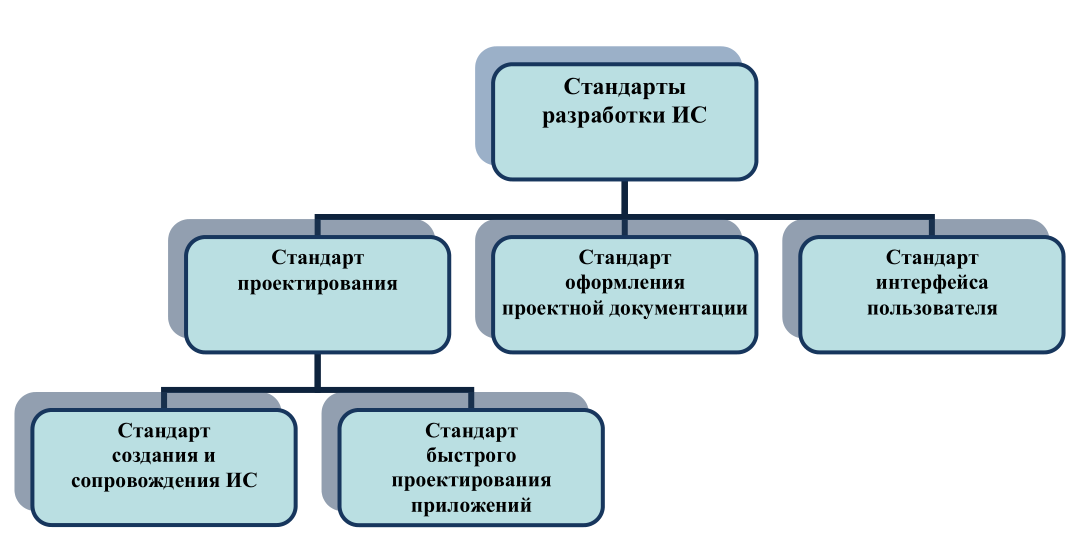 Стандарты
разработки ИС
Стандарт
проектирования
Стандарт
оформления
проектной документации
Стандарт
интерфейса
пользователя
Стандарт
создания и
сопровождения ИС
Стандарт
быстрого
проектирования
приложений